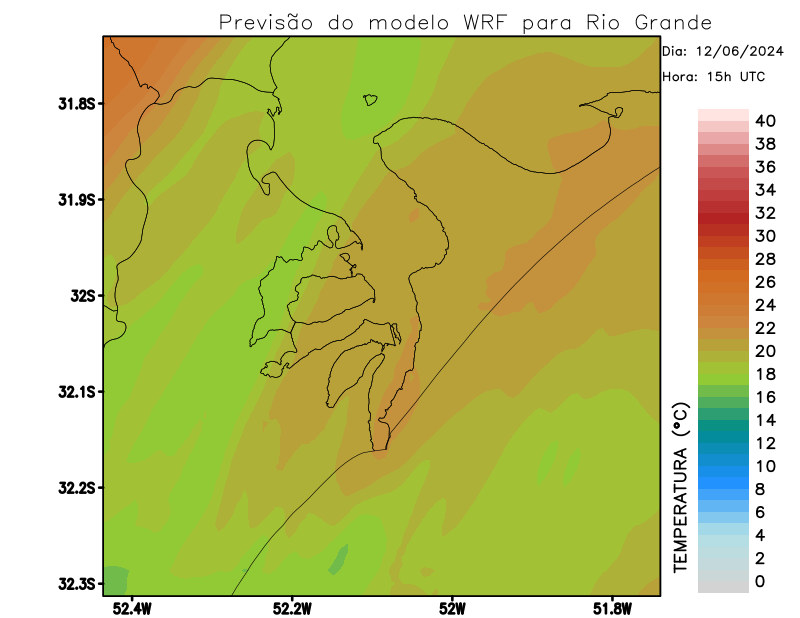 Previsão do modelo WRF para Rio Grande
Dia: 12/06/2024
Hora: 15h UTC
31.8S
31.9S
32S
32.1S
32.2S
32.3S
52.4W
52.2W
52W
51.8W
TEMPERATURA (°C)
40
38
36
34
32
30
28
26
24
22
20
18
16
14
12
10
8
6
4
2
0